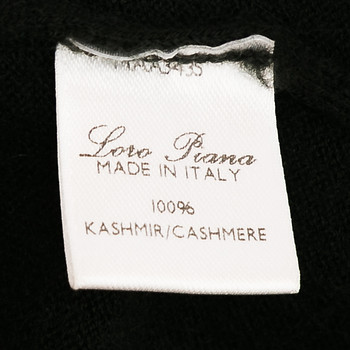 Loro Piana
MADE IN ITALY
100%
KASHMIR/CASHMERE